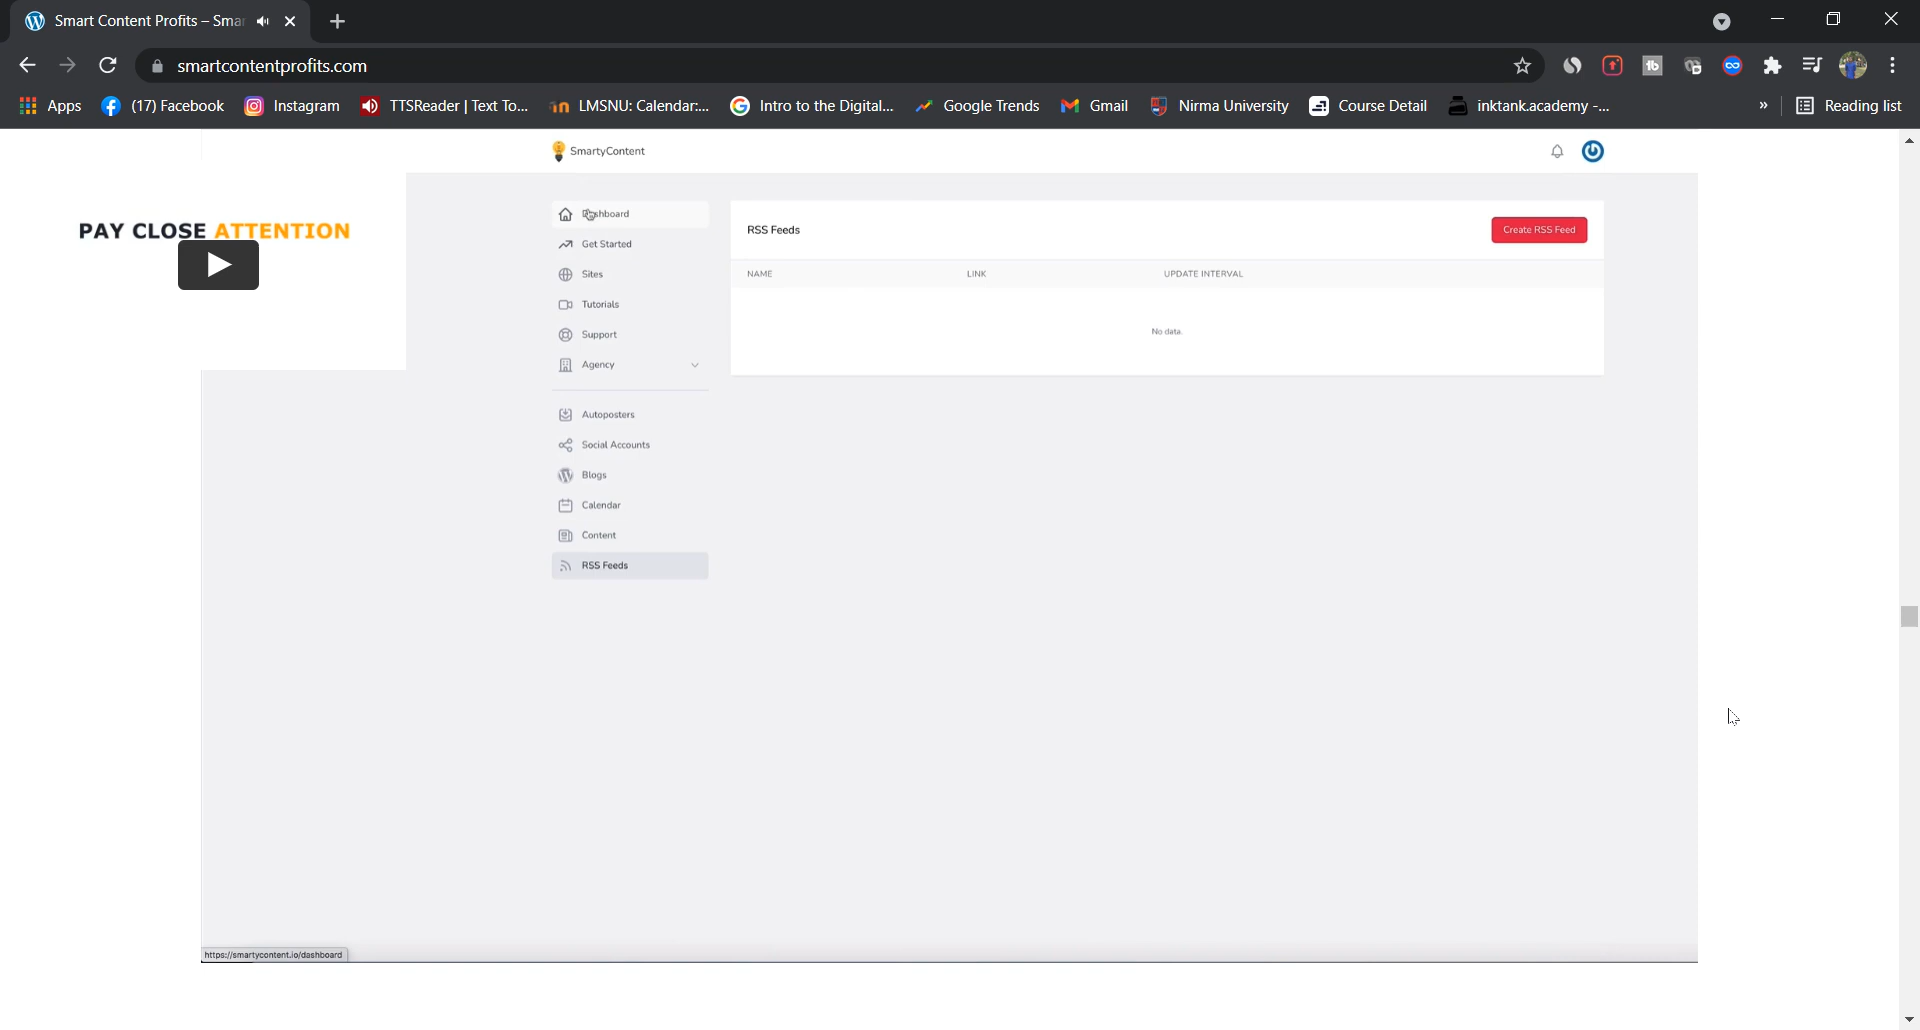 Smart Content Profits – Smar
smartcontentprofits.com
Apps
(17) Facebook
Instagram
TTSReader | Text To...
LMSNU: Calendar:...
Intro to the Digital...
Google Trends
Gmail
Nirma University
Course Detail
inktank.academy -...
»
Reading list
SmartyContent
PAY CLOSE ATTENTION
Dashboard
Get Started
Sites
Tutorials
Support
Agency
Autoposters
Social Accounts
Blogs
Calendar
Content
RSS Feeds
RSS Feeds
Create RSS Feed
NAME LINK UPDATE INTERVAL
No data.
https://smartycontent.io/dashboard